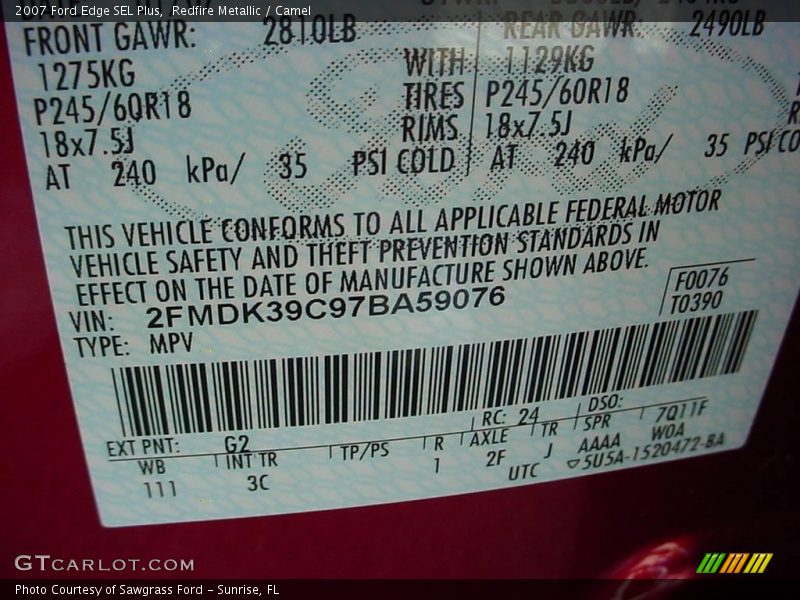 2007 Ford Edge SEL Plus, Redfire Metallic / Camel
FRONT GAWR: 2810LB REAR GAWR: 2490LB
1275KG WITH 1129KG
P245/60R18 TIRES P245/60R18
18x7.5J RIMS 18x7.5J
AT 240 kPa/ 35 PSI COLD AT 240 kPa/ 35 PSI CO
THIS VEHICLE CONFORMS TO ALL APPLICABLE FEDERAL MOTOR
VEHICLE SAFETY AND THEFT PREVENTION STANDARDS IN
EFFECT ON THE DATE OF MANUFACTURE SHOWN ABOVE.
VIN: 2FMDK39C97BA59076 F0076
TYPE: MPV T0390
EXT PNT: G2 RC: 24 DSO:
WB INT TR TP/PS R AXLE TR SPR 7Q11F
111 3C 1 2F J AAAA WOA
UTC 5U5A-1520472-BA
GTCARLOT.COM
Photo Courtesy of Sawgrass Ford - Sunrise, FL